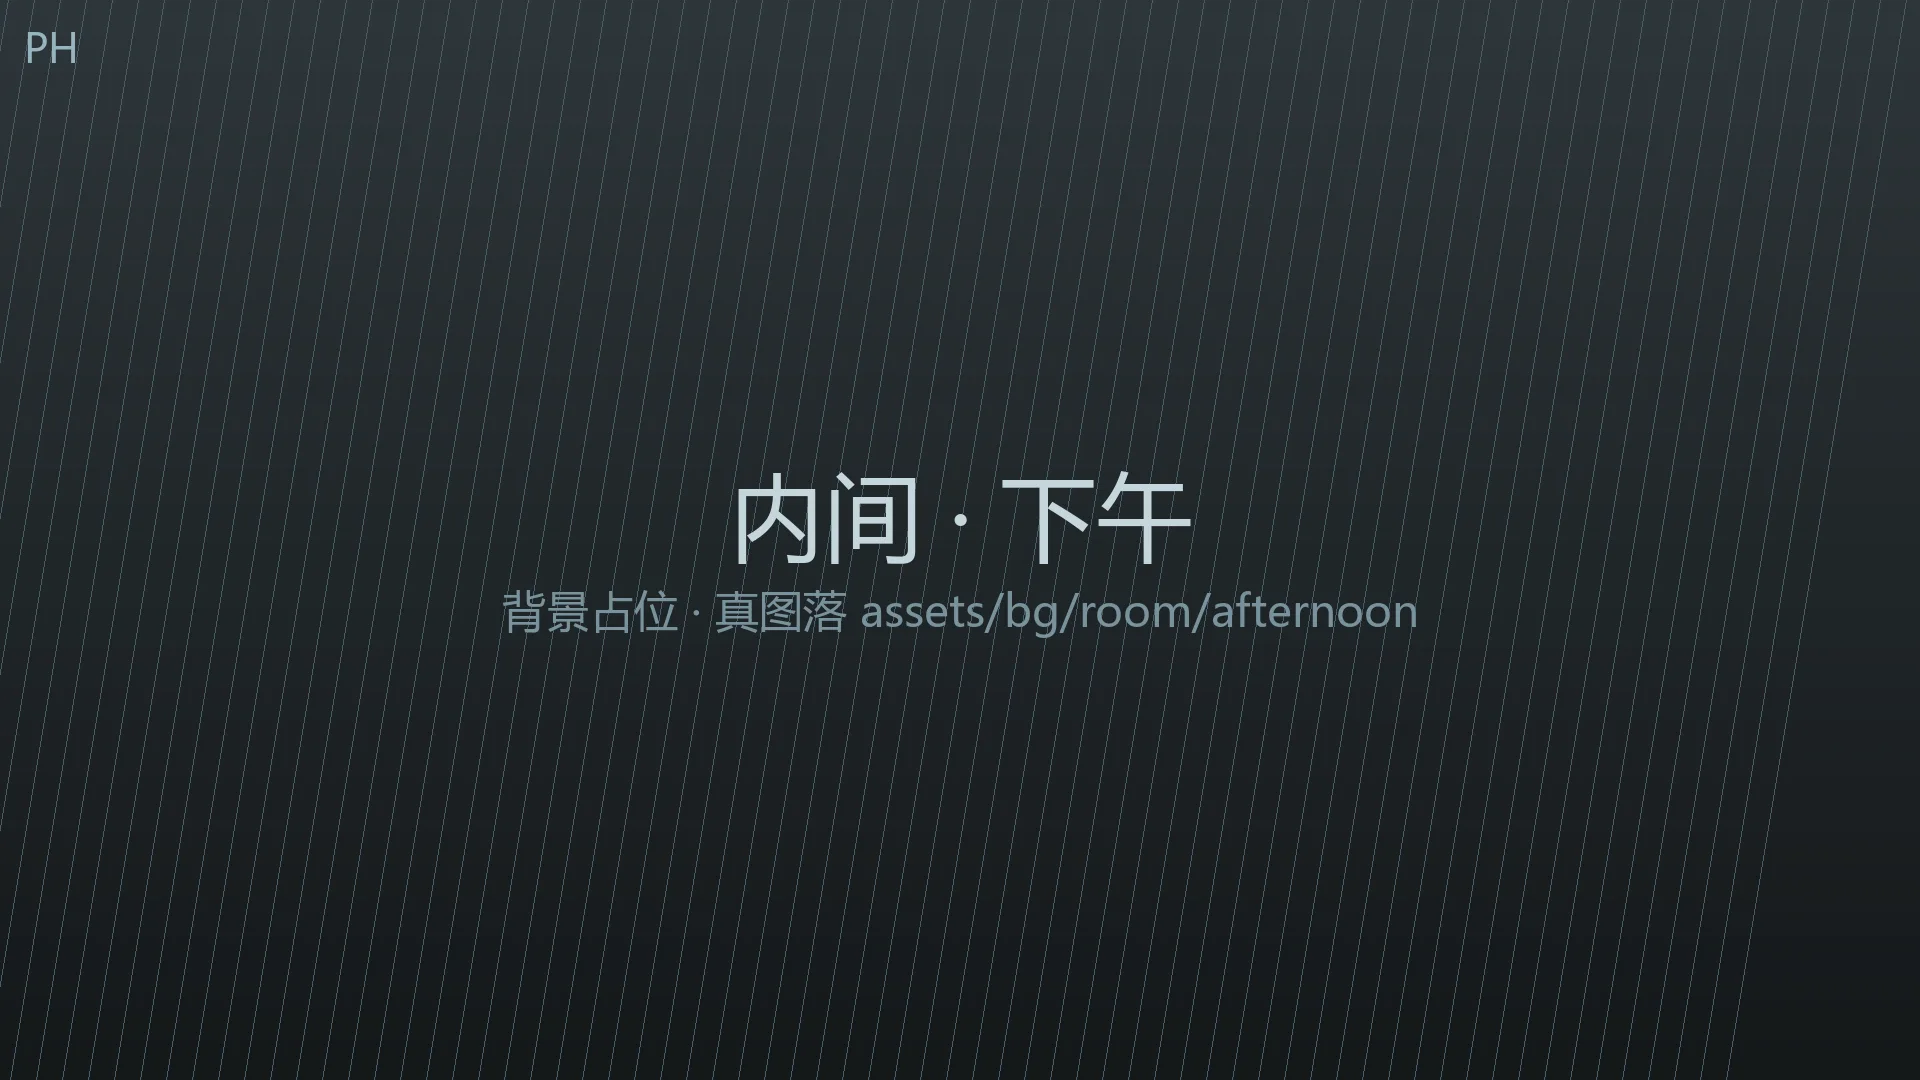 PH
内间 · 下午
背景占位 · 真图落 assets/bg/room/afternoon